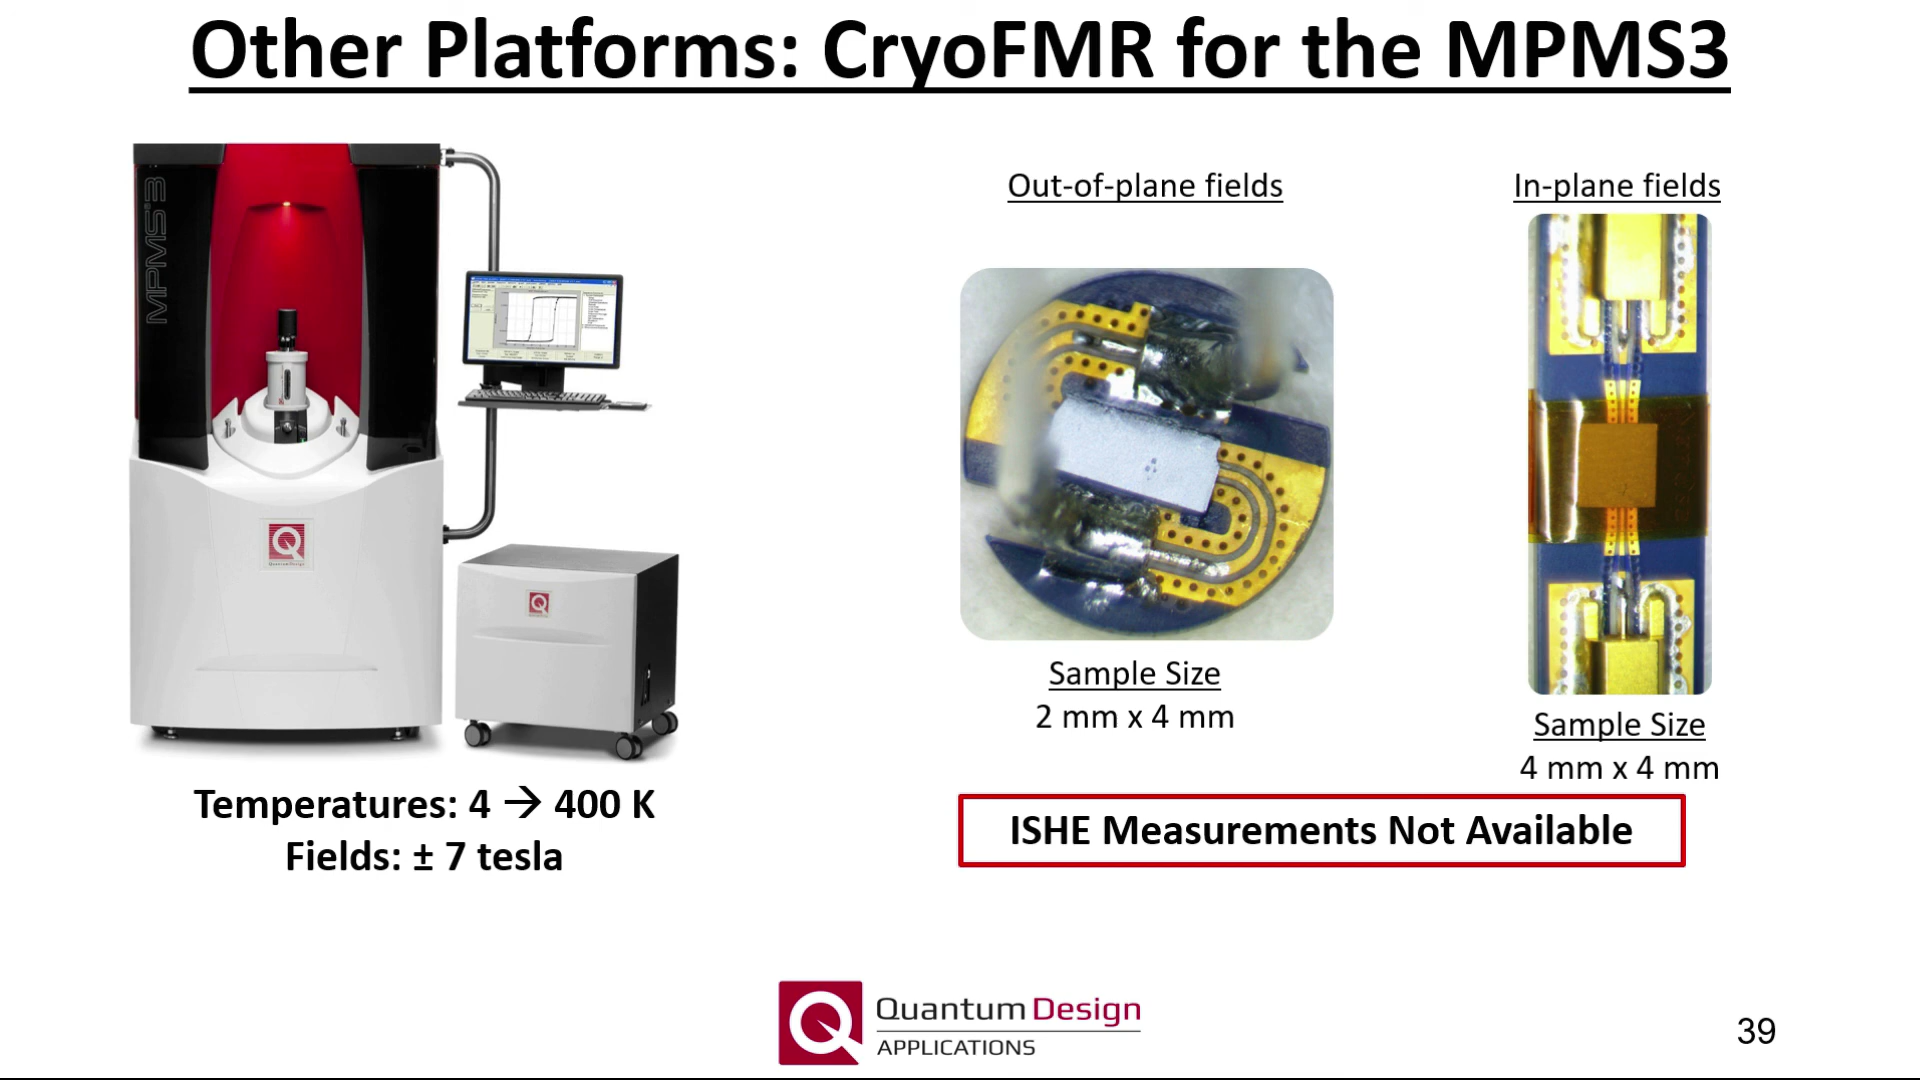 Other Platforms: CryoFMR for the MPMS3
MPMS3
QuantumDesign
Temperatures: 4 → 400 K
Fields: ± 7 tesla
Out-of-plane fields
Sample Size
2 mm x 4 mm
In-plane fields
Sample Size
4 mm x 4 mm
ISHE Measurements Not Available
Quantum Design
APPLICATIONS
39